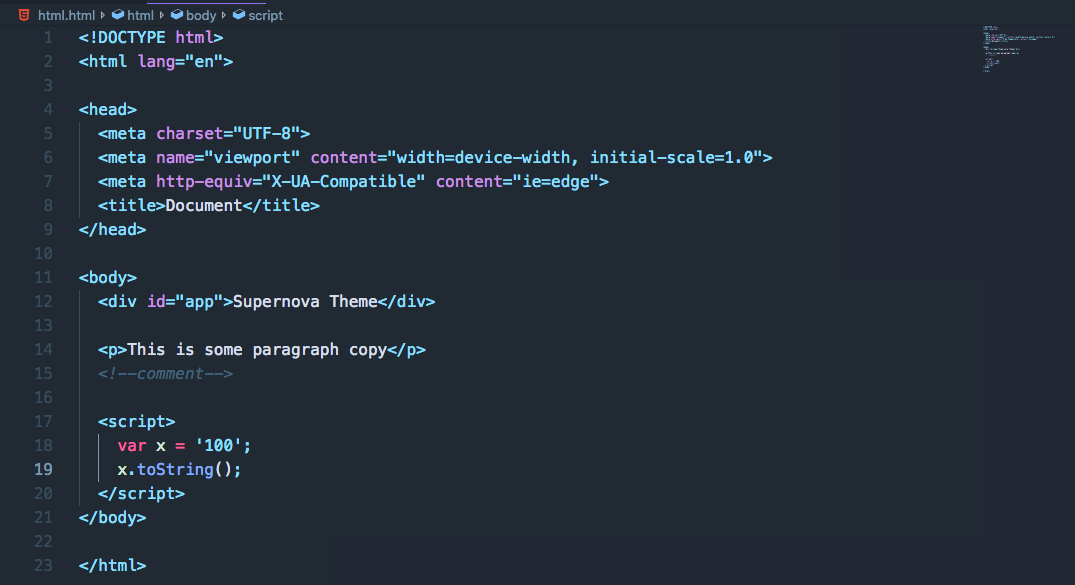 html.html html body script
1 <!DOCTYPE html>
2 <html lang="en">
3
4 <head>
5 <meta charset="UTF-8">
6 <meta name="viewport" content="width=device-width, initial-scale=1.0">
7 <meta http-equiv="X-UA-Compatible" content="ie=edge">
8 <title>Document</title>
9 </head>
10
11 <body>
12 <div id="app">Supernova Theme</div>
13
14 <p>This is some paragraph copy</p>
15 <!--comment-->
16
17 <script>
18 var x = '100';
19 x.toString();
20 </script>
21 </body>
22
23 </html>